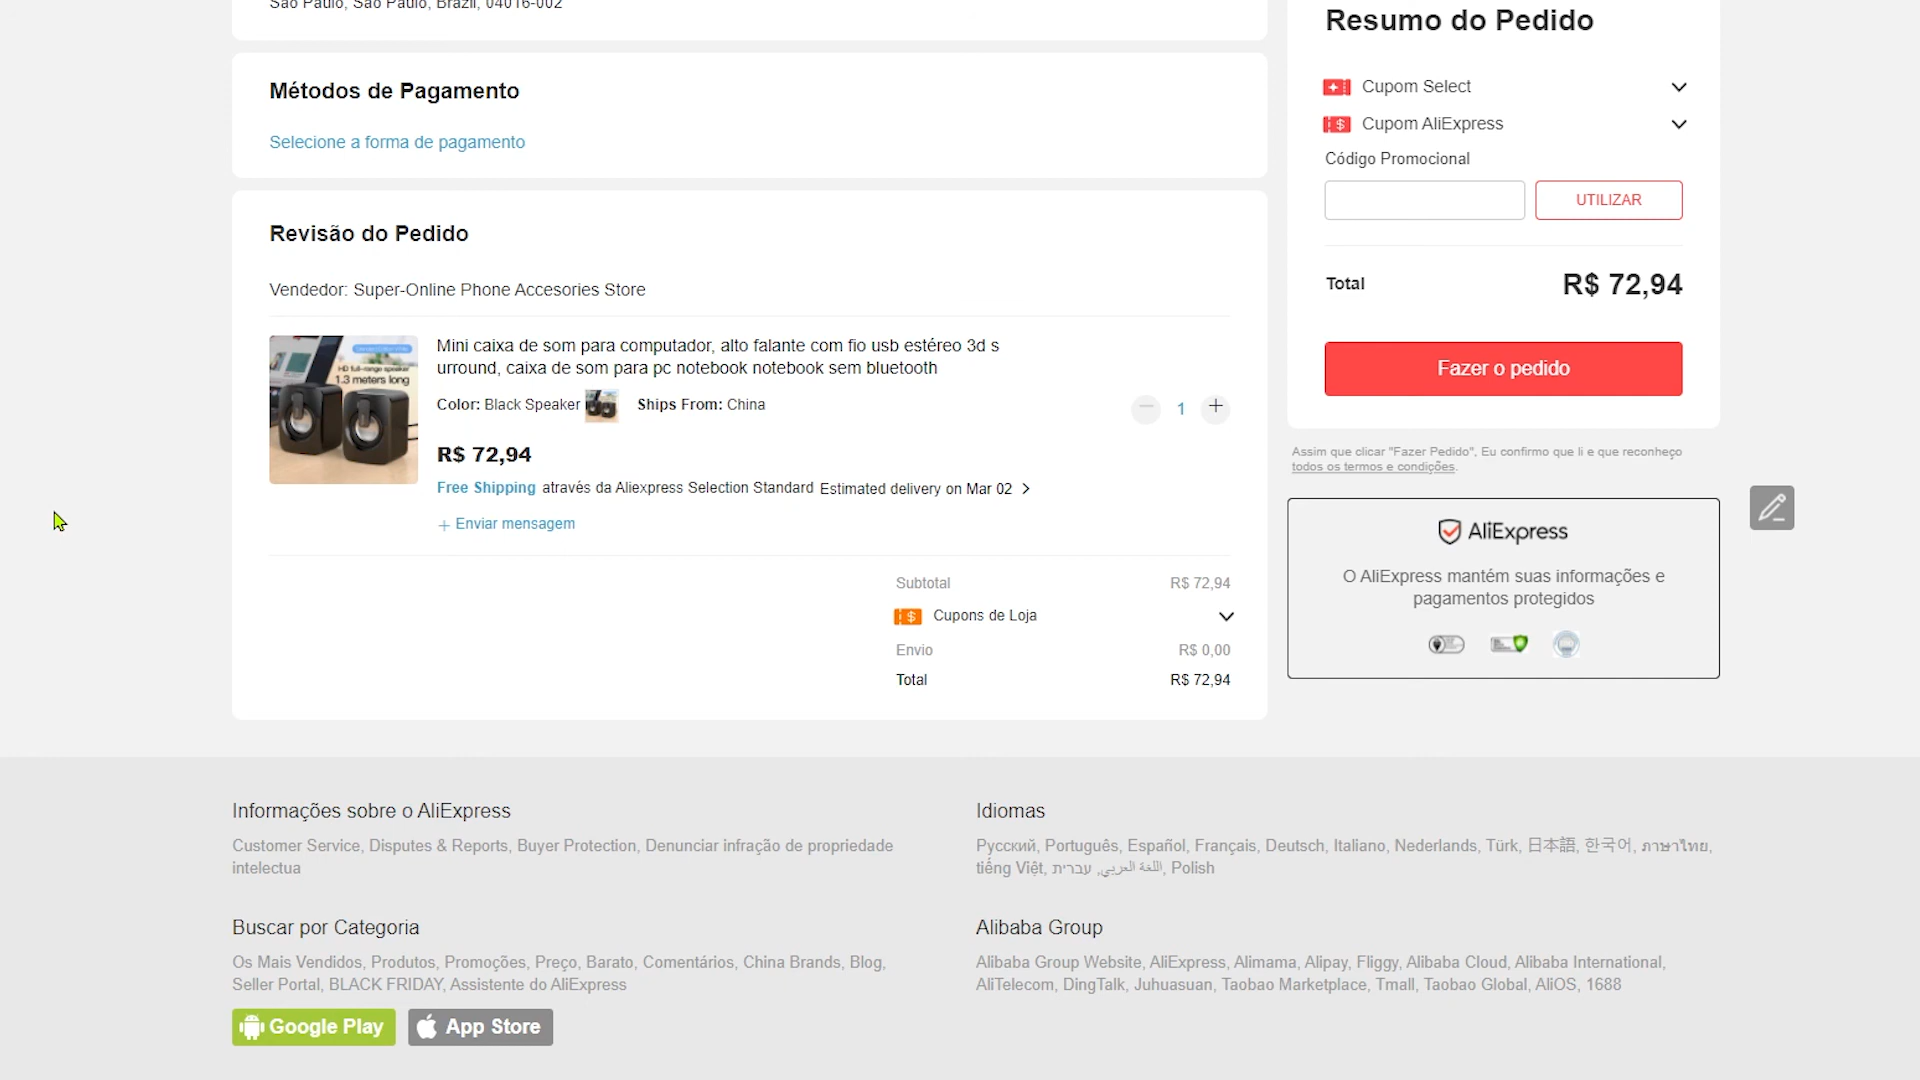 São Paulo, São Paulo, Brazil, 04016-002
Métodos de Pagamento
Selecione a forma de pagamento
Revisão do Pedido
Vendedor: Super-Online Phone Accesories Store
HD full-range speaker
1.3 meters long
Mini caixa de som para computador, alto falante com fio usb estéreo 3d s
urround, caixa de som para pc notebook notebook sem bluetooth
Color: Black Speaker Ships From: China
1
R$ 72,94
Free Shipping através da Aliexpress Selection Standard Estimated delivery on Mar 02
Enviar mensagem
Subtotal R$ 72,94
Cupons de Loja
Envio R$ 0,00
Total R$ 72,94
Resumo do Pedido
Cupom Select
Cupom AliExpress
Código Promocional
UTILIZAR
Total R$ 72,94
Fazer o pedido
Assim que clicar "Fazer Pedido", Eu confirmo que li e que reconheço
todos os termos e condições.
AliExpress
O AliExpress mantém suas informações e
pagamentos protegidos
Informações sobre o AliExpress
Customer Service, Disputes & Reports, Buyer Protection, Denunciar infração de propriedade
intelectua
Idiomas
Русский, Português, Español, Français, Deutsch, Italiano, Nederlands, Türk, 日本語, 한국어, ภาษาไทย,
tiếng Việt, اللغة العربي, עברית, Polish
Buscar por Categoria
Os Mais Vendidos, Produtos, Promoções, Preço, Barato, Comentários, China Brands, Blog,
Seller Portal, BLACK FRIDAY, Assistente do AliExpress
Alibaba Group
Alibaba Group Website, AliExpress, Alimama, Alipay, Fliggy, Alibaba Cloud, Alibaba International,
AliTelecom, DingTalk, Juhuasuan, Taobao Marketplace, Tmall, Taobao Global, AliOS, 1688
Google Play
App Store